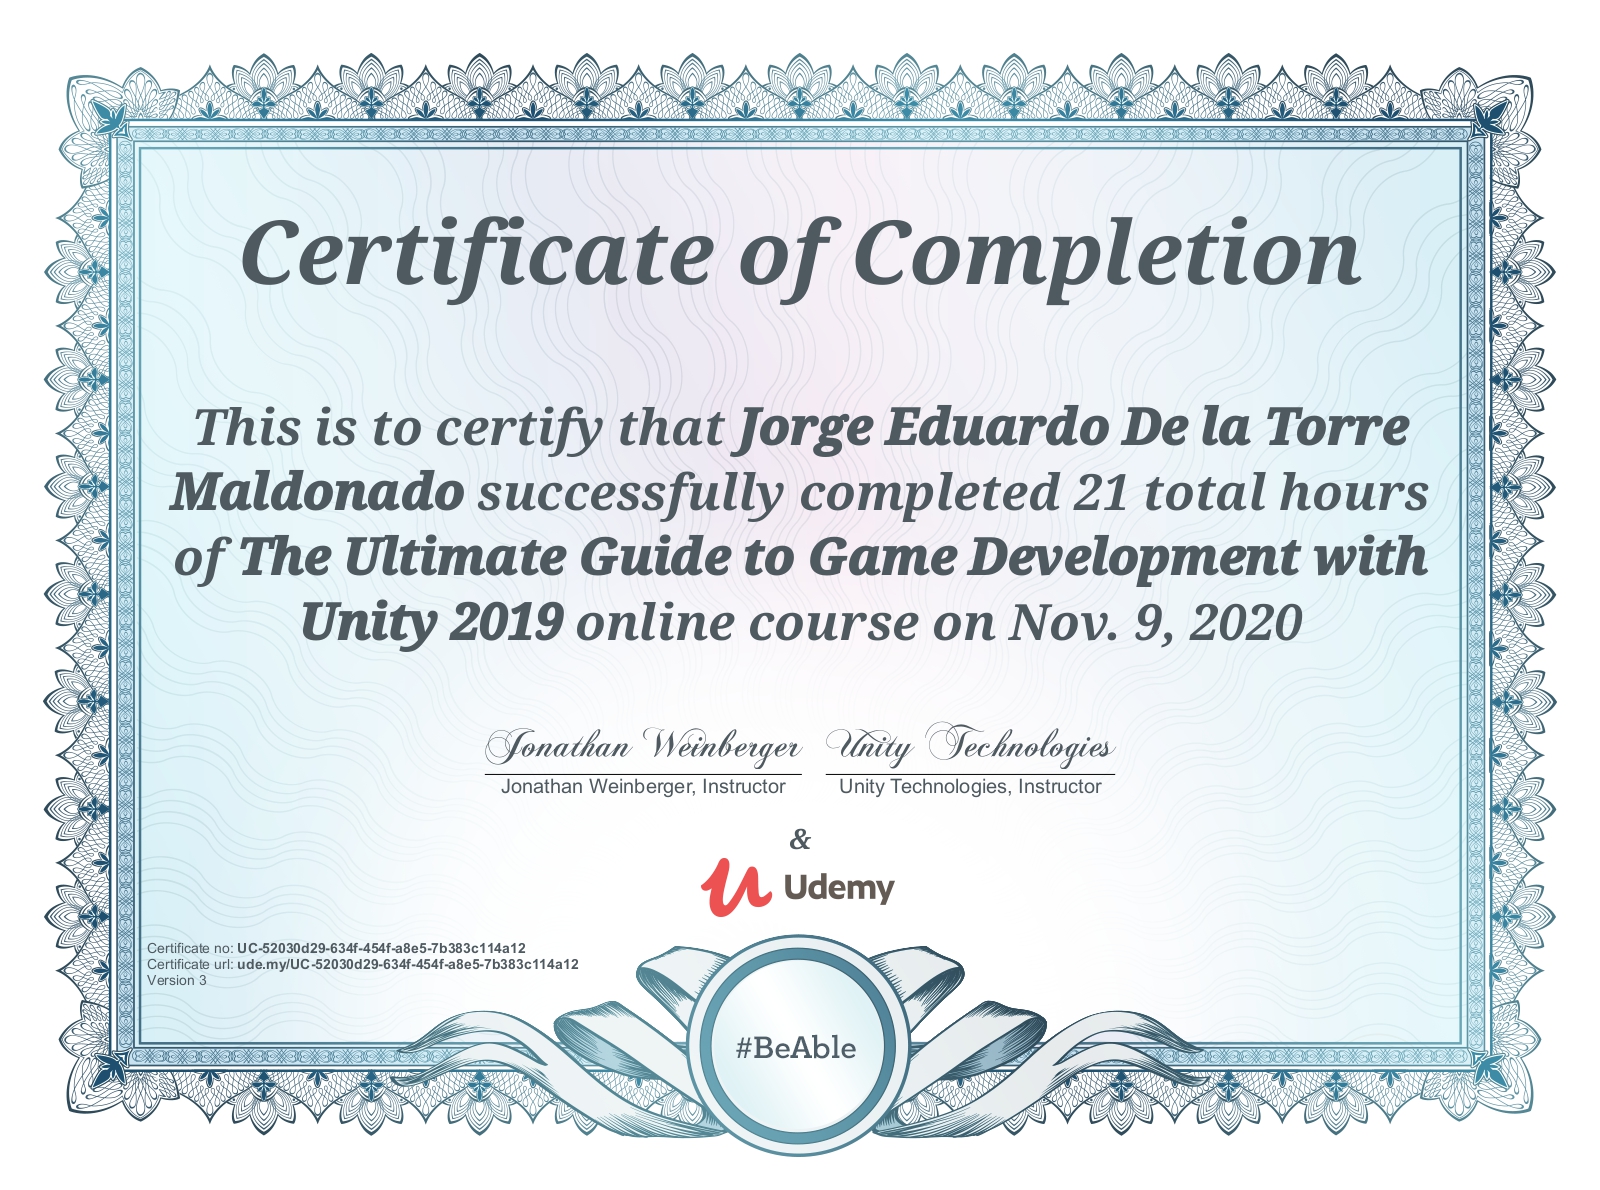 Certificate of Completion
This is to certify that Jorge Eduardo De la Torre
Maldonado successfully completed 21 total hours
of The Ultimate Guide to Game Development with
Unity 2019 online course on Nov. 9, 2020
Jonathan Weinberger Unity Technologies
Jonathan Weinberger, Instructor Unity Technologies, Instructor
&
Udemy
Certificate no: UC-52030d29-634f-454f-a8e5-7b383c114a12
Certificate url: ude.my/UC-52030d29-634f-454f-a8e5-7b383c114a12
Version 3
#BeAble